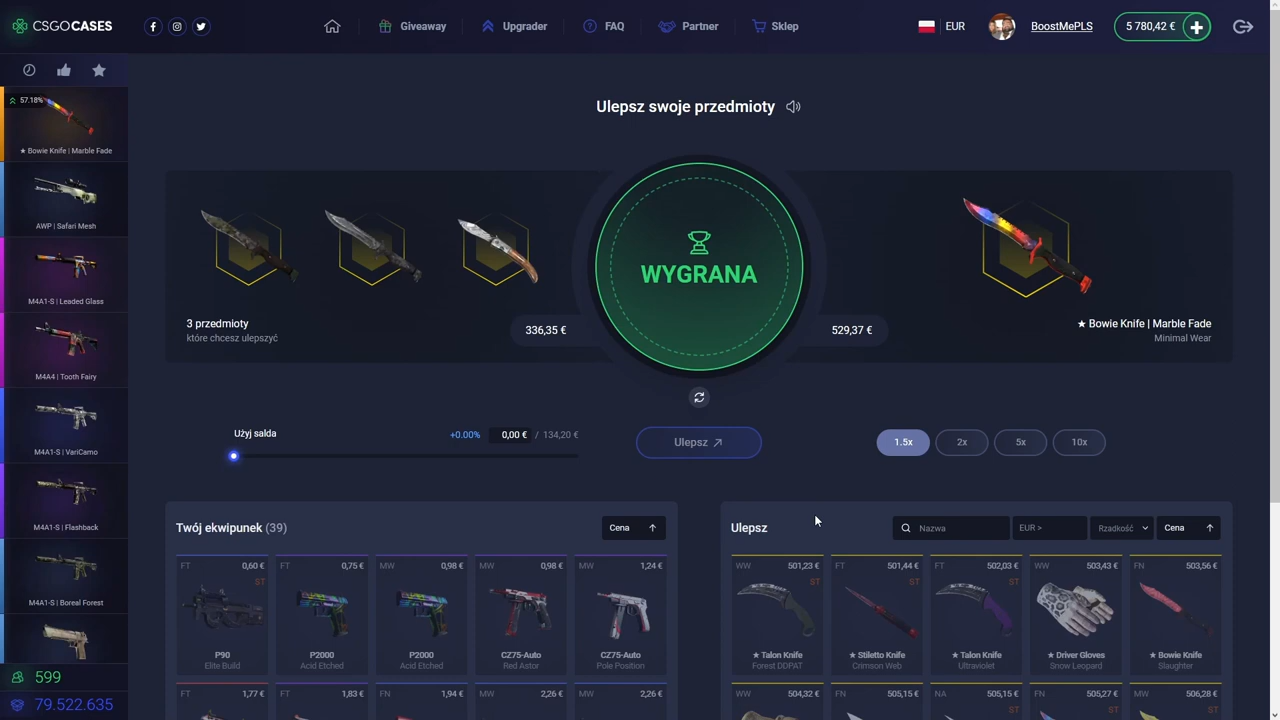 CSGOCASES
Giveaway
Upgrader
FAQ
Partner
Sklep
EUR
BoostMePLS
5 780,42 €
57.18%
★ Bowie Knife | Marble Fade
AWP | Safari Mesh
M4A1-S | Leaded Glass
M4A4 | Tooth Fairy
M4A1-S | VariCamo
M4A1-S | Flashback
M4A1-S | Boreal Forest
599
79.522.635
Ulepsz swoje przedmioty
WYGRANA
3 przedmioty
które chcesz ulepszyć
336,35 €
529,37 €
★ Bowie Knife | Marble Fade
Minimal Wear
Użyj salda
+0.00%
0,00 € / 134,20 €
Ulepsz
1.5x
2x
5x
10x
Twój ekwipunek (39)
Cena
FT 0,60 €
ST
P90
Elite Build
FT 0,75 €
P2000
Acid Etched
MW 0,98 €
P2000
Acid Etched
MW 0,98 €
CZ75-Auto
Red Astor
MW 1,24 €
CZ75-Auto
Pole Position
FT 1,77 €
FT 1,83 €
FN 1,94 €
MW 2,26 €
MW 2,26 €
Ulepsz
Nazwa
EUR >
Rzadkość
Cena
WW 501,23 €
ST
★ Talon Knife
Forest DDPAT
FT 501,44 €
ST
★ Stiletto Knife
Crimson Web
FT 502,03 €
ST
★ Talon Knife
Ultraviolet
WW 503,43 €
★ Driver Gloves
Snow Leopard
FN 503,56 €
★ Bowie Knife
Slaughter
WW 504,32 €
FN 505,15 €
NA 505,15 €
ST
FN 505,27 €
ST
MW 506,28 €
ST